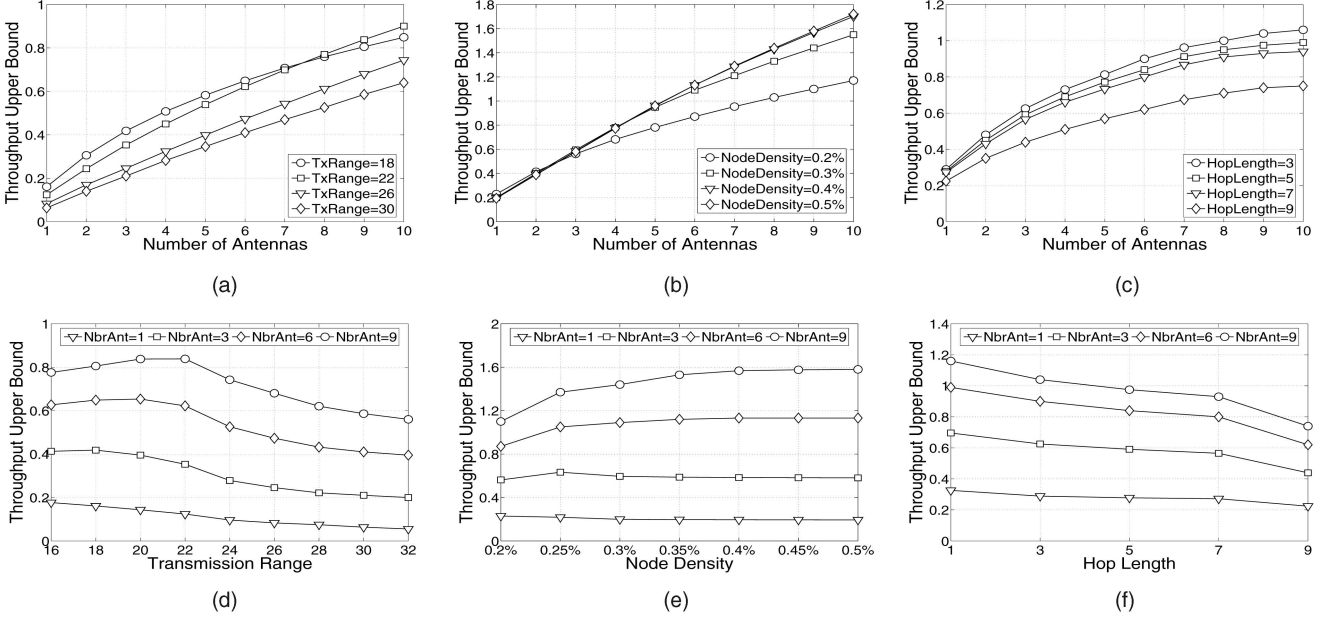 Throughput Upper Bound
1
0.8
0.6
0.4
0.2
0
1 2 3 4 5 6 7 8 9 10
Number of Antennas
TxRange=18
TxRange=22
TxRange=26
TxRange=30
(a)
Throughput Upper Bound
1.8
1.6
1.4
1.2
1
0.8
0.6
0.4
0.2
0
1 2 3 4 5 6 7 8 9 10
Number of Antennas
NodeDensity=0.2%
NodeDensity=0.3%
NodeDensity=0.4%
NodeDensity=0.5%
(b)
Throughput Upper Bound
1.2
1
0.8
0.6
0.4
0.2
0
1 2 3 4 5 6 7 8 9 10
Number of Antennas
HopLength=3
HopLength=5
HopLength=7
HopLength=9
(c)
Throughput Upper Bound
1
0.8
0.6
0.4
0.2
0
NbrAnt=1 NbrAnt=3 NbrAnt=6 NbrAnt=9
16 18 20 22 24 26 28 30 32
Transmission Range
(d)
Throughput Upper Bound
2
1.6
1.2
0.8
0.4
0
NbrAnt=1 NbrAnt=3 NbrAnt=6 NbrAnt=9
0.2% 0.25% 0.3% 0.35% 0.4% 0.45% 0.5%
Node Density
(e)
Throughput Upper Bound
1.4
1.2
1
0.8
0.6
0.4
0.2
0
NbrAnt=1 NbrAnt=3 NbrAnt=6 NbrAnt=9
1 3 5 7 9
Hop Length
(f)